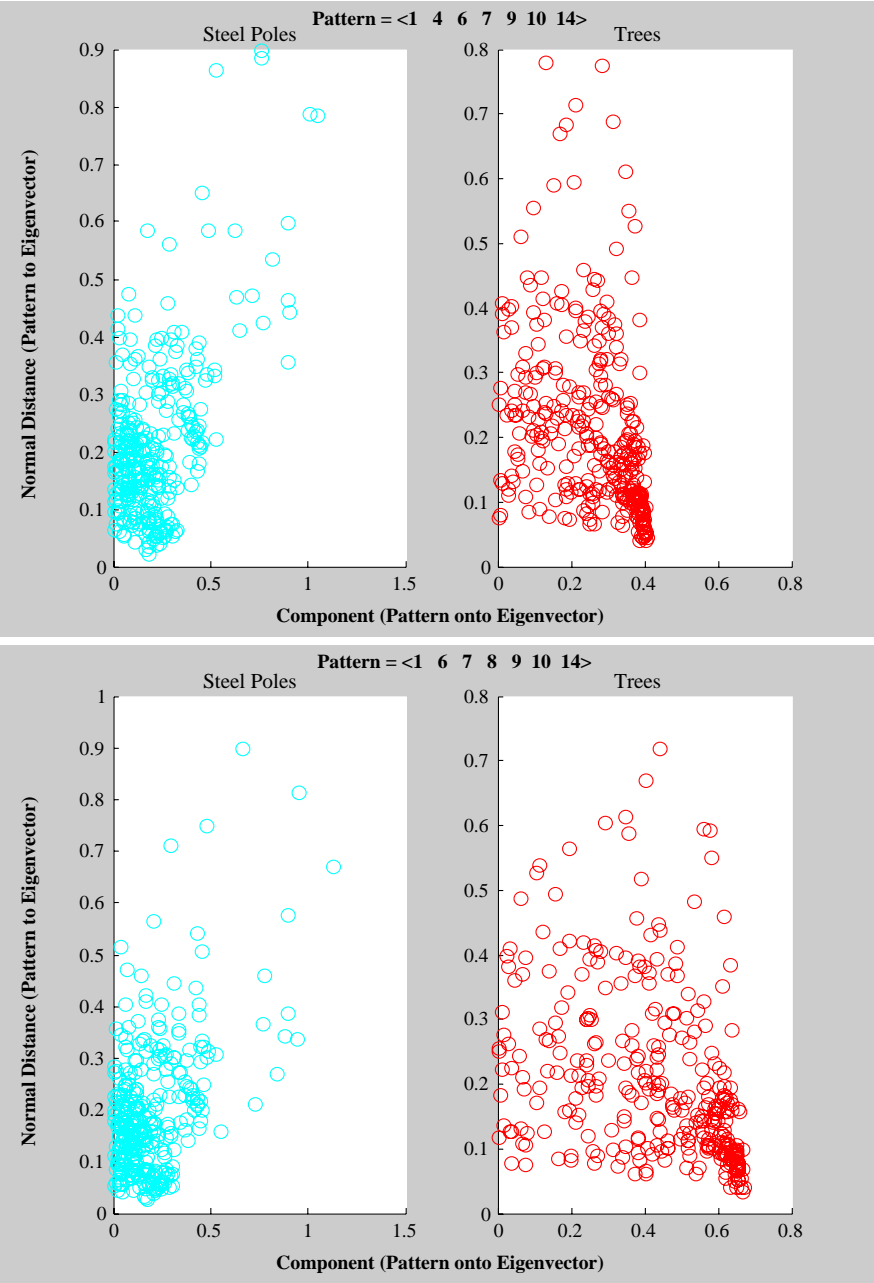 Pattern = <1 4 6 7 9 10 14>
Steel Poles
Trees
Normal Distance (Pattern to Eigenvector)
0.9
0.8
0.7
0.6
0.5
0.4
0.3
0.2
0.1
0
0.8
0.7
0.6
0.5
0.4
0.3
0.2
0.1
0
0 0.5 1 1.5
0 0.2 0.4 0.6 0.8
Component (Pattern onto Eigenvector)
Pattern = <1 6 7 8 9 10 14>
Steel Poles
Trees
Normal Distance (Pattern to Eigenvector)
1
0.9
0.8
0.7
0.6
0.5
0.4
0.3
0.2
0.1
0
0.8
0.7
0.6
0.5
0.4
0.3
0.2
0.1
0
0 0.5 1 1.5
0 0.2 0.4 0.6 0.8
Component (Pattern onto Eigenvector)